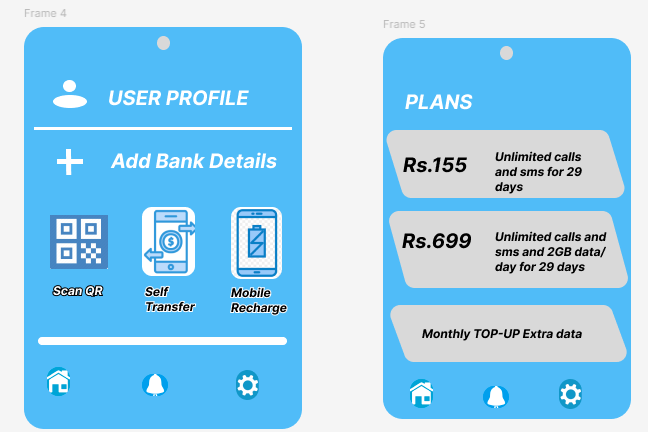 Frame 4
USER PROFILE
Add Bank Details
Scan QR
Self
Transfer
Mobile
Recharge
Frame 5
PLANS
Rs.155
Unlimited calls
and sms for 29
days
Rs.699
Unlimited calls and
sms and 2GB data/
day for 29 days
Monthly TOP-UP Extra data